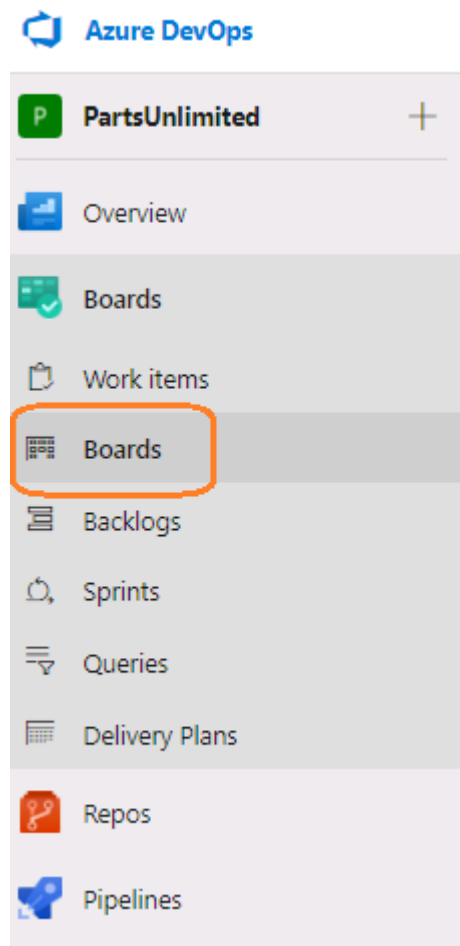 Azure DevOps
P PartsUnlimited
Overview
Boards
Work items
Boards
Backlogs
Sprints
Queries
Delivery Plans
Repos
Pipelines